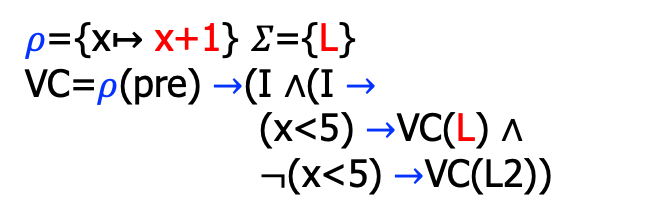 ρ={x↦ x+1} Σ={L}
VC=ρ(pre) →(I ∧(I →
(x<5) →VC(L) ∧
¬(x<5) →VC(L2))